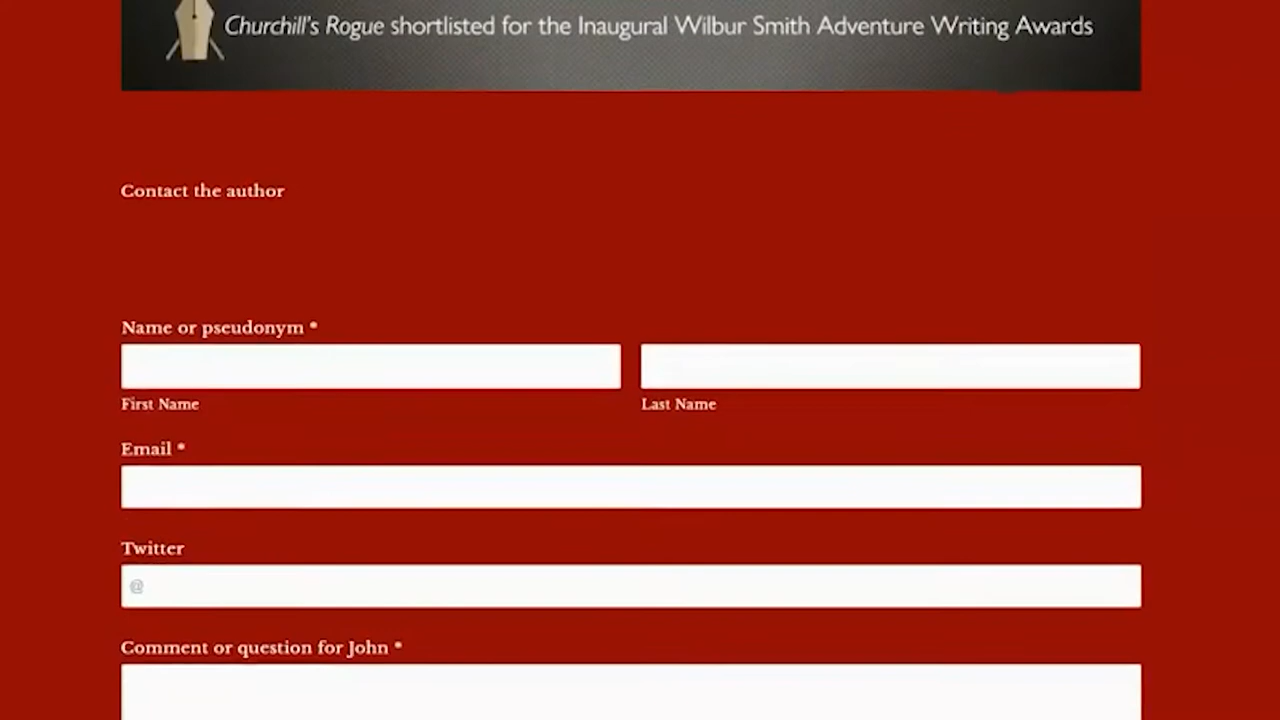 Churchill's Rogue shortlisted for the Inaugural Wilbur Smith Adventure Writing Awards
Contact the author
Name or pseudonym *
First Name Last Name
Email *
Twitter
@
Comment or question for John *